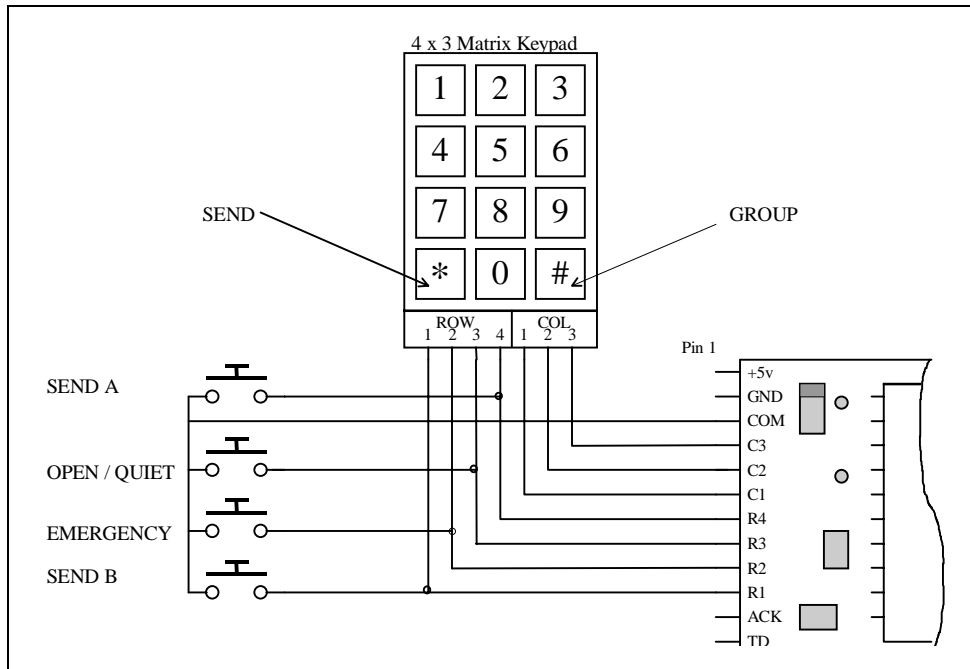 4 x 3 Matrix Keypad
1 2 3
4 5 6
7 8 9
* 0 #
SEND
GROUP
ROW COL
1 2 3 4 1 2 3
Pin 1
SEND A
OPEN / QUIET
EMERGENCY
SEND B
+5v
GND
COM
C3
C2
C1
R4
R3
R2
R1
ACK
TD